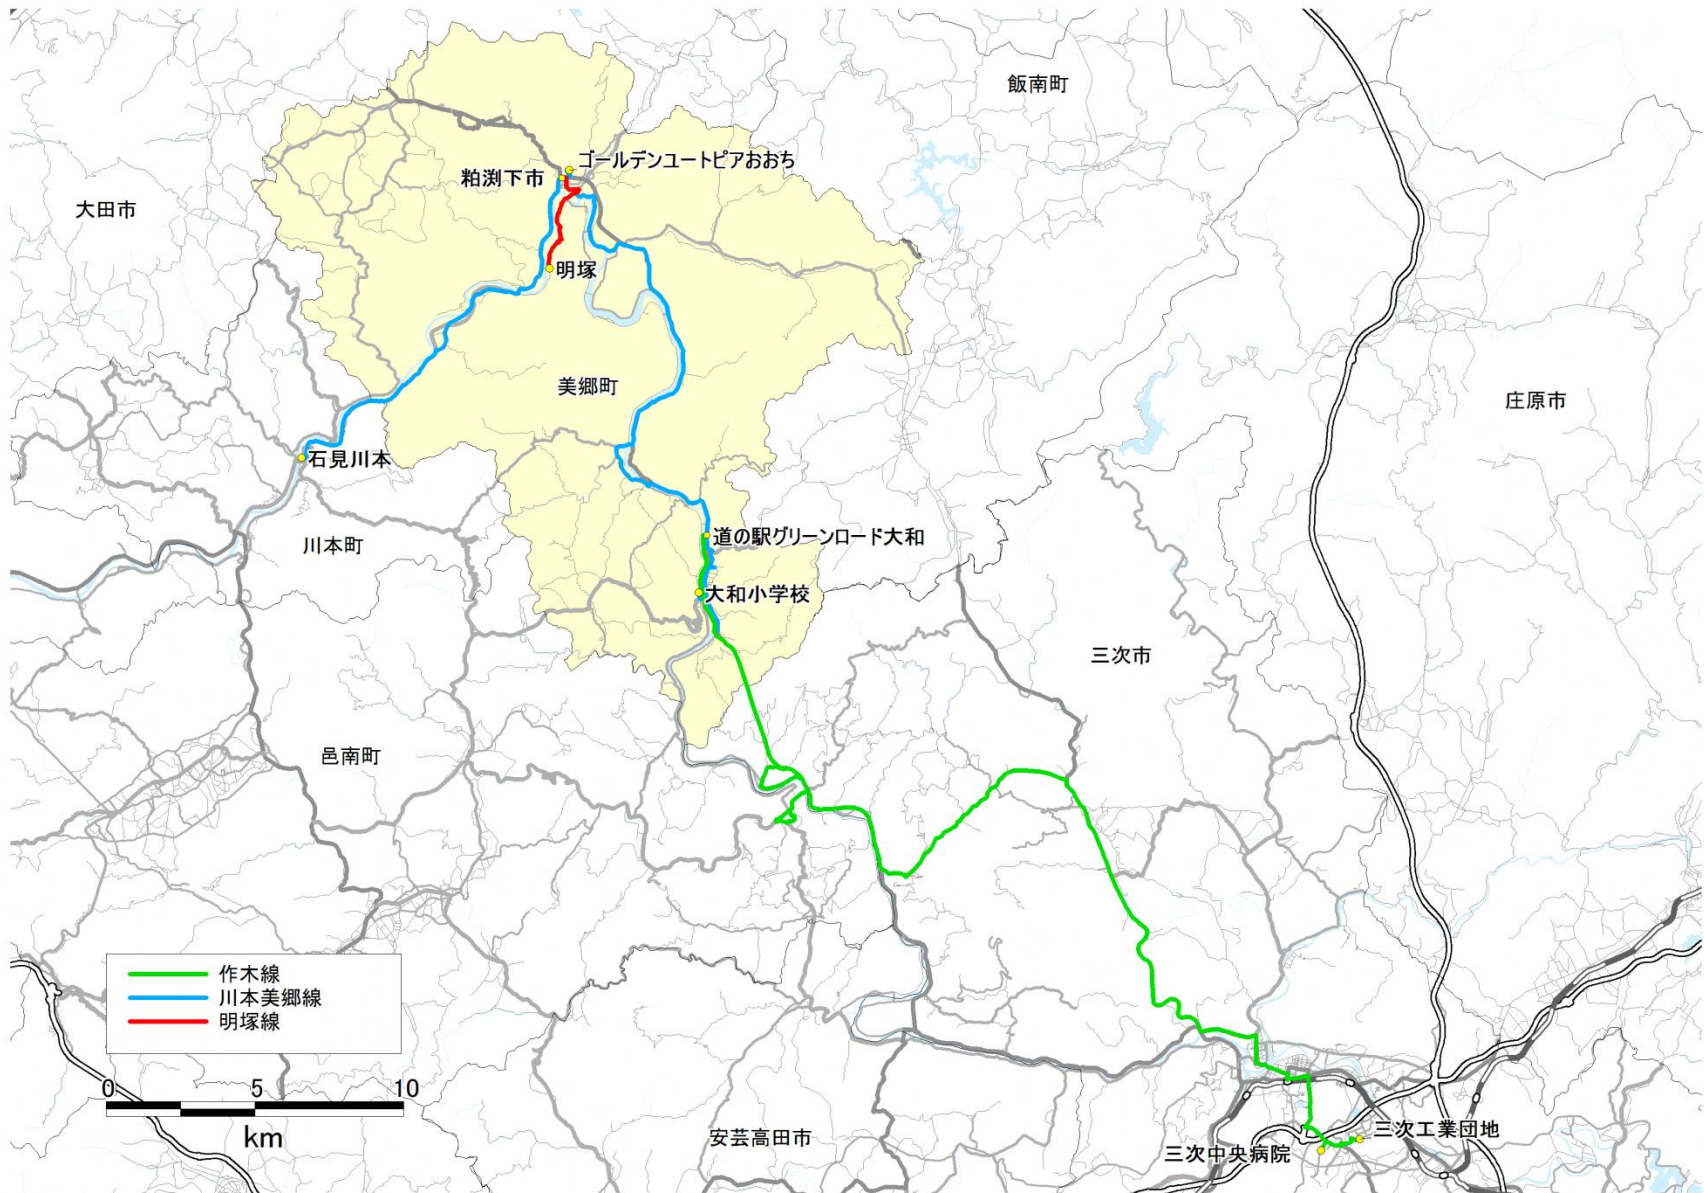 飯南町
ゴールデンユートピアおおち
粕渕下市
大田市
明塚
美郷町
庄原市
石見川本
道の駅グリーンロード大和
川本町
大和小学校
三次市
邑南町
作木線
川本美郷線
明塚線
0 5 10
km
安芸高田市
三次工業団地
三次中央病院